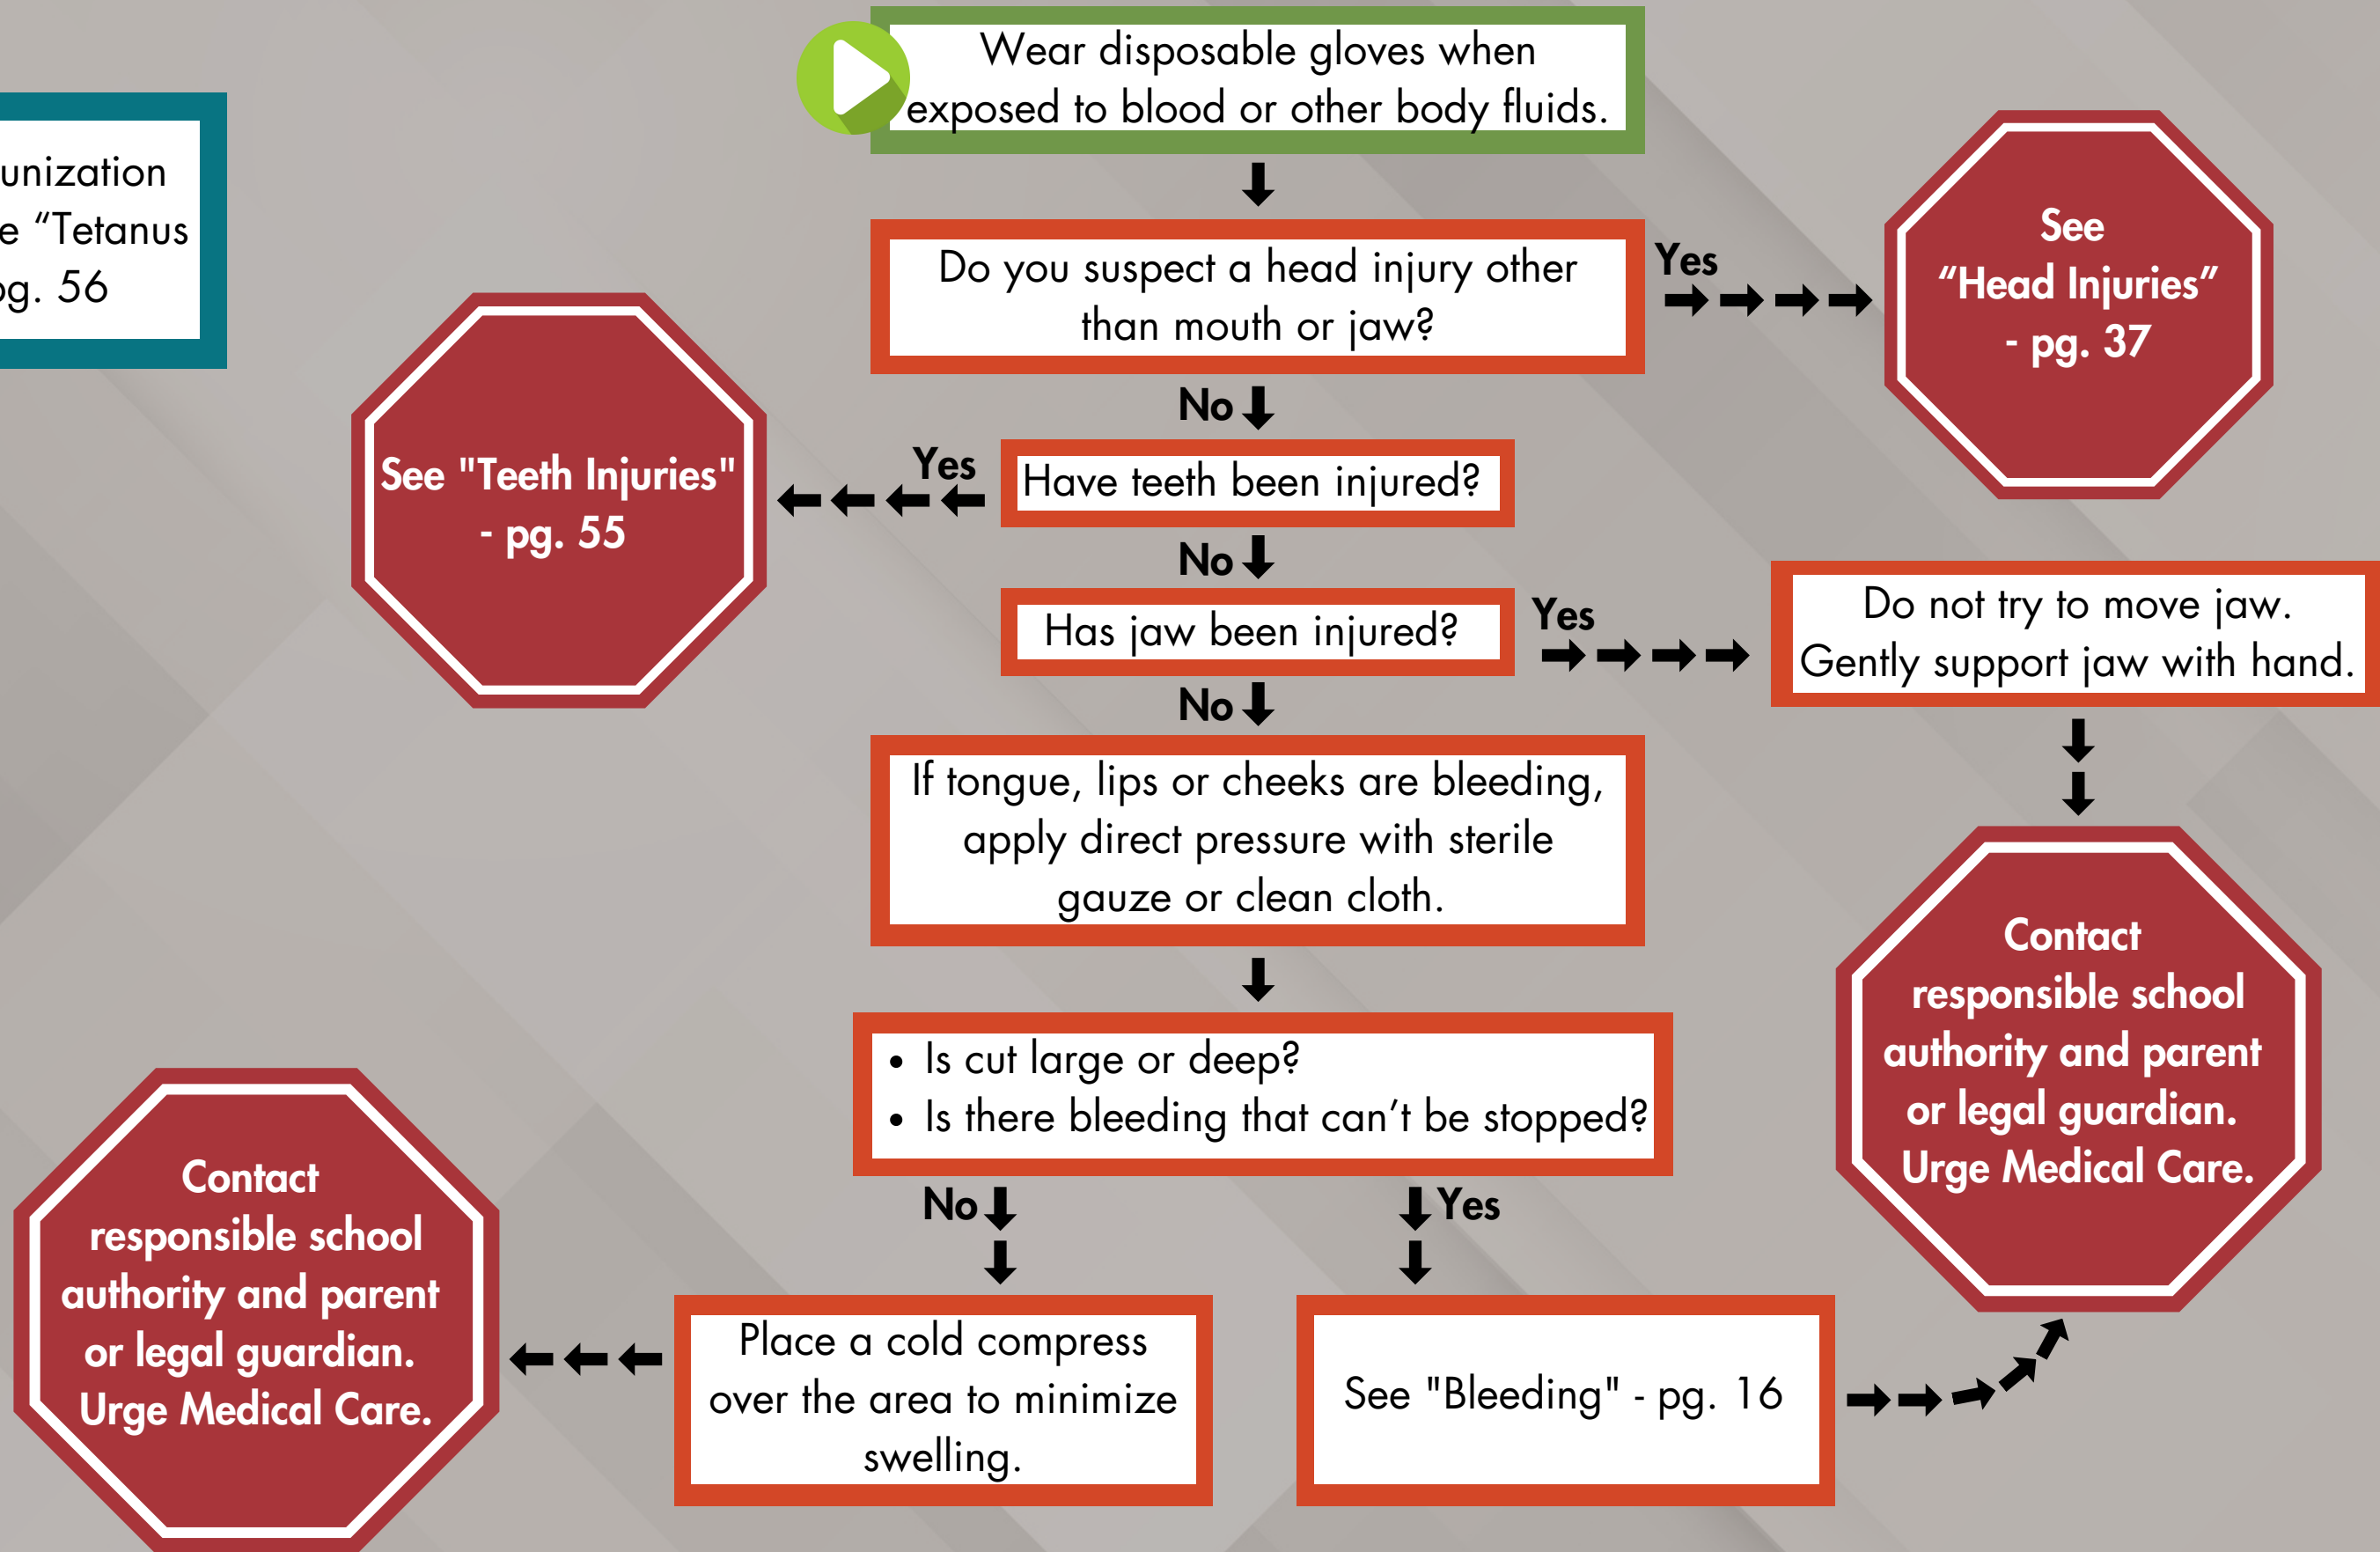 Wear disposable gloves when
exposed to blood or other body fluids.
unization
e “Tetanus
pg. 56
Do you suspect a head injury other
than mouth or jaw?
Yes
See
“Head Injuries”
- pg. 37
No
Have teeth been injured?
Yes
See "Teeth Injuries"
- pg. 55
No
Has jaw been injured?
Yes
Do not try to move jaw.
Gently support jaw with hand.
No
If tongue, lips or cheeks are bleeding,
apply direct pressure with sterile
gauze or clean cloth.
Contact
responsible school
authority and parent
or legal guardian.
Urge Medical Care.
• Is cut large or deep?
• Is there bleeding that can’t be stopped?
No
Yes
Place a cold compress
over the area to minimize
swelling.
See "Bleeding" - pg. 16
Contact
responsible school
authority and parent
or legal guardian.
Urge Medical Care.